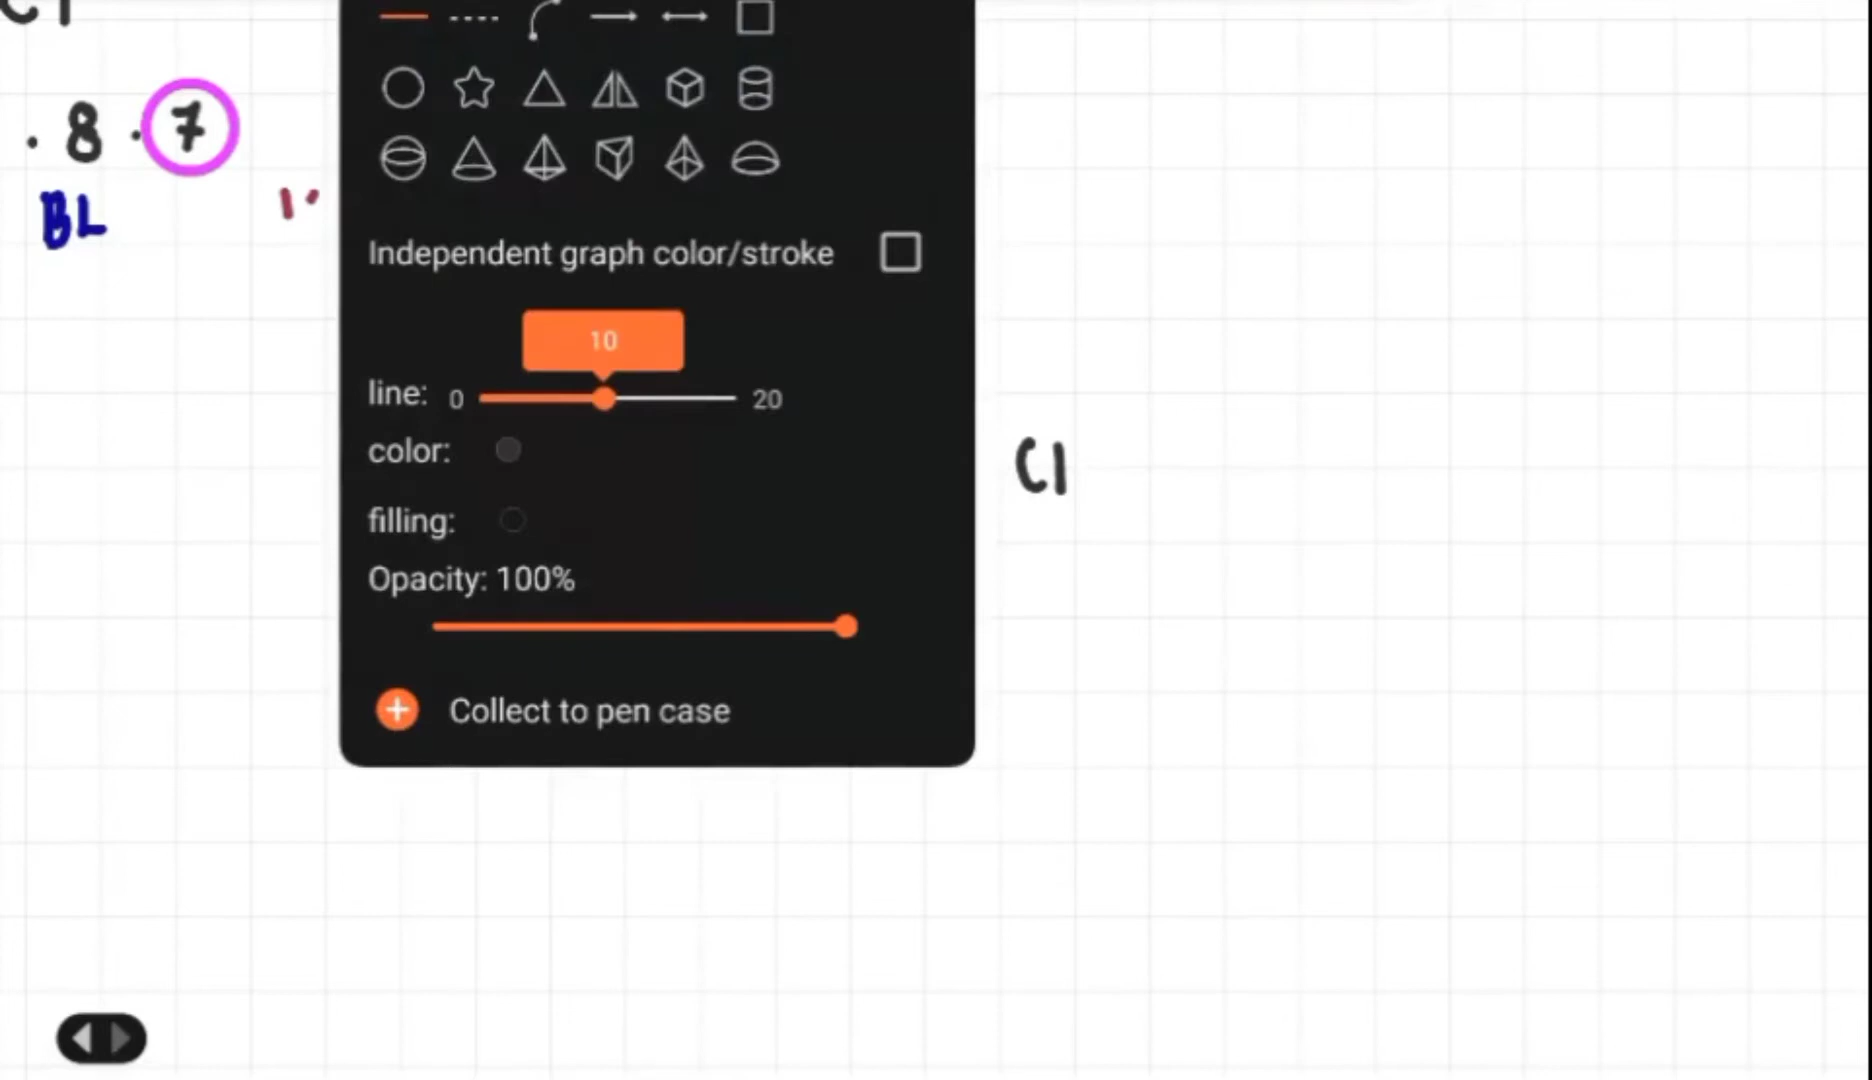 · 8 · 7
BL
Independent graph color/stroke
10
line: 0 20
color:
Cl
filling:
Opacity: 100%
Collect to pen case